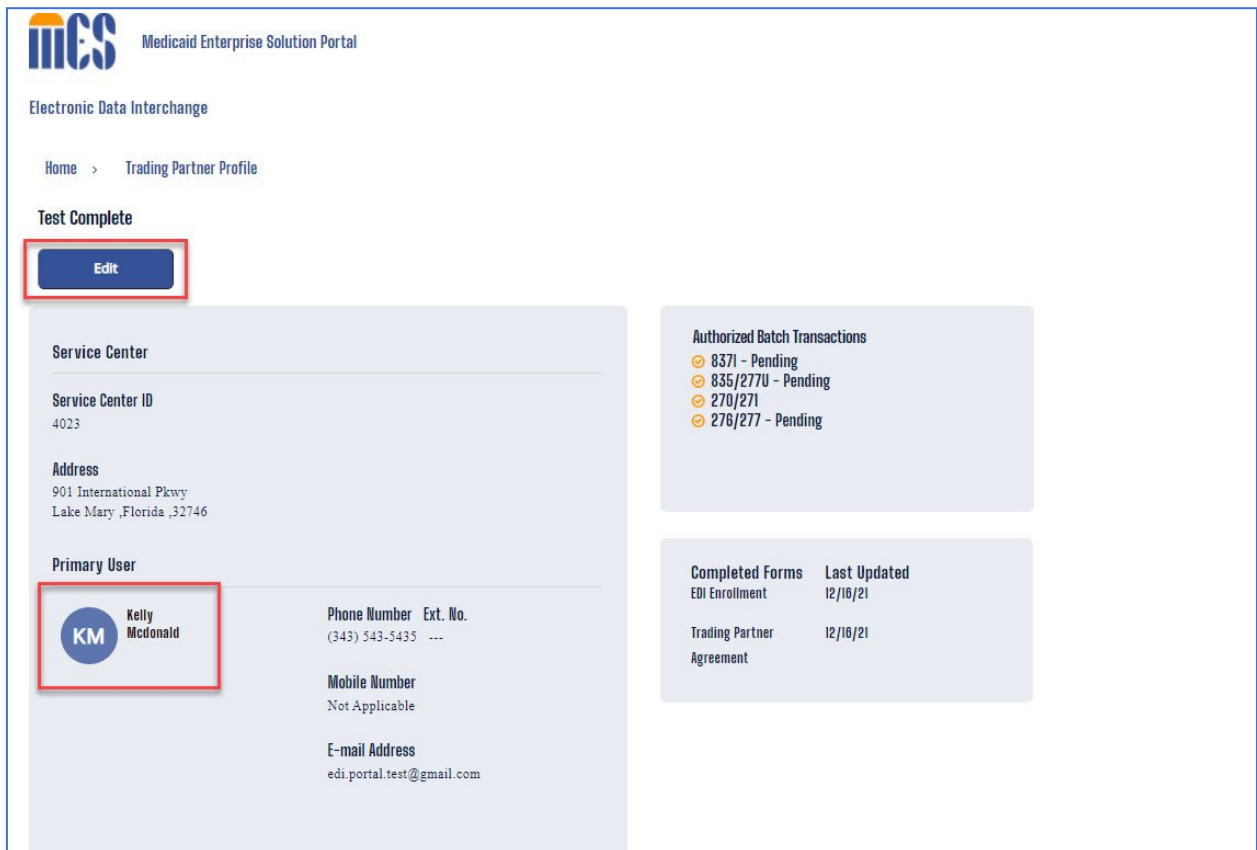 mES
Medicaid Enterprise Solution Portal
Electronic Data Interchange
Home > Trading Partner Profile
Test Complete
Edit
Service Center
Service Center ID
4023
Address
901 International Pkwy
Lake Mary ,Florida ,32746
Primary User
KM
Kelly
Mcdonald
Phone Number Ext. No.
(343) 543-5435 ---
Mobile Number
Not Applicable
E-mail Address
edi.portal.test@gmail.com
Authorized Batch Transactions
837I - Pending
835/277U - Pending
270/271
276/277 - Pending
Completed Forms Last Updated
EDI Enrollment 12/16/21
Trading Partner 12/16/21
Agreement